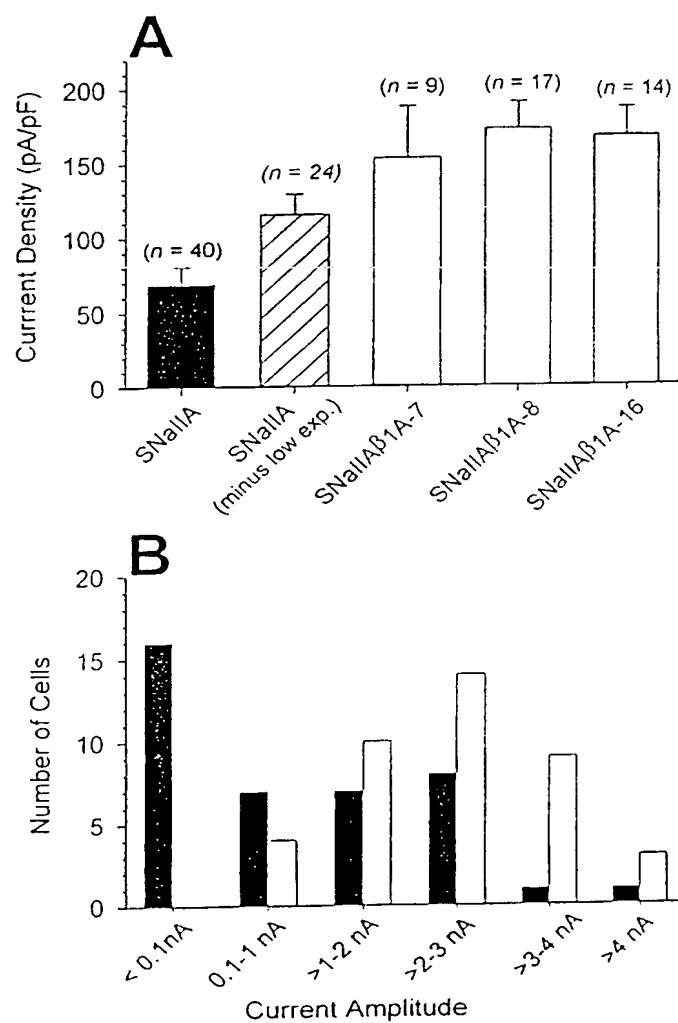 A
Currrent Density (pA/pF)
200
150
100
50
0
(n = 40)
(n = 24)
(n = 9)
(n = 17)
(n = 14)
SNaIIA
SNaIIA
(minus low exp.)
SNaIIAβ1A-7
SNaIIAβ1A-8
SNaIIAβ1A-16
B
Number of Cells
20
15
10
5
0
< 0.1nA
0.1-1 nA
>1-2 nA
>2-3 nA
>3-4 nA
>4 nA
Current Amplitude